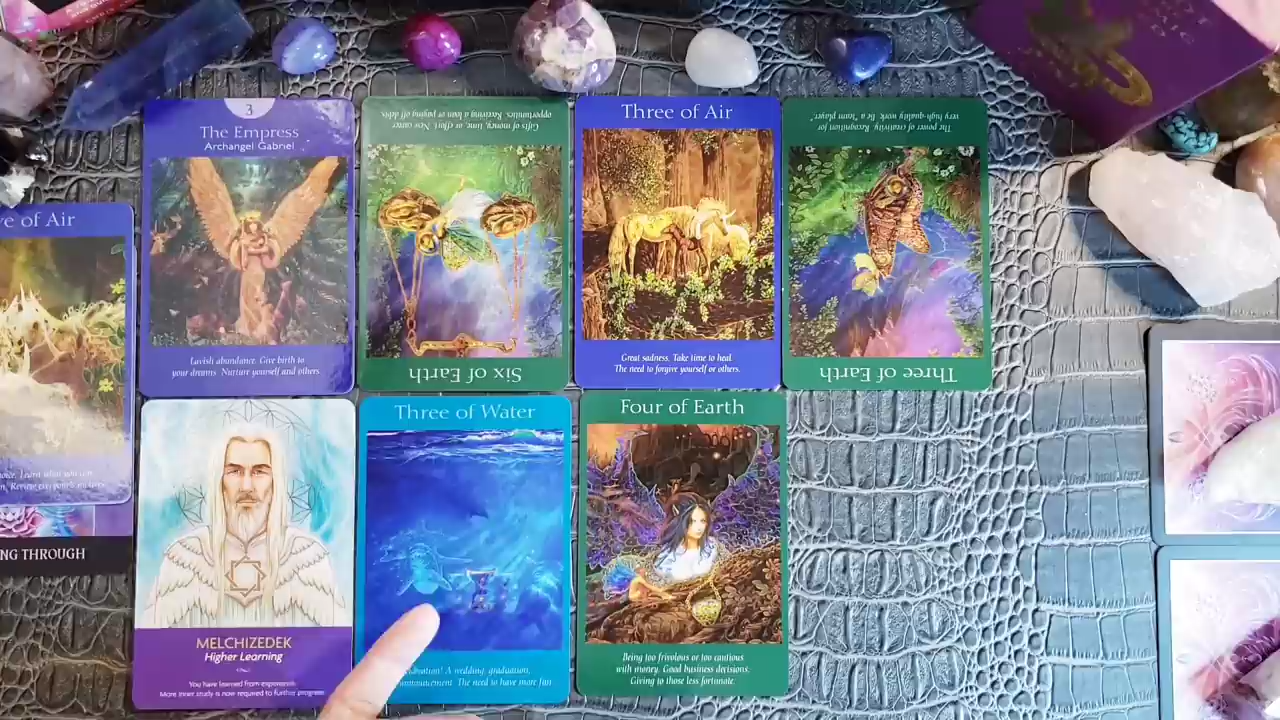 3
The Empress
Archangel Gabriel
Lavish abundance. Give birth to
your dreams. Nurture yourself and others
Gifts of money, time, or effort. New career
opportunities. Receiving a loan or paying off debts.
Six of Earth
Three of Air
Great sadness. Take time to heal.
The need to forgive yourself or others.
The power of creativity. Recognition for
very high-quality work. Be a "team player."
Three of Earth
of Air
Learn what you can
NG THROUGH
MELCHIZEDEK
Higher Learning
You have learned from experience.
More inner study is now required to further progress
Three of Water
A wedding, graduation,
The need to have more fun
Four of Earth
Being too frivolous or too cautious
with money. Good business decisions.
Giving to those less fortunate.